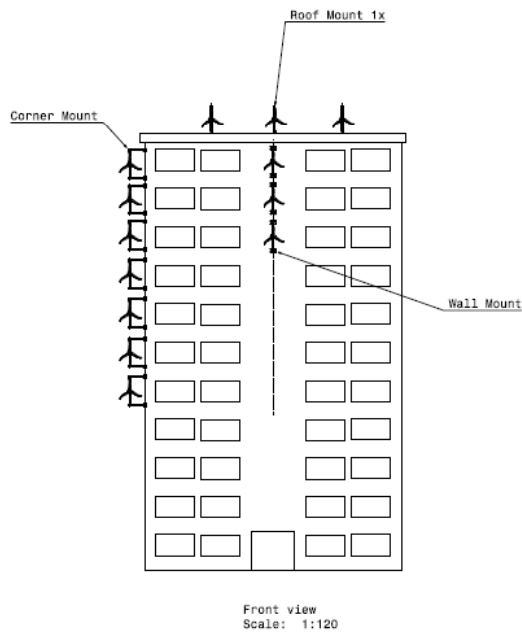 Roof Mount 1x
Corner Mount
Wall Mount
Front view
Scale: 1:120